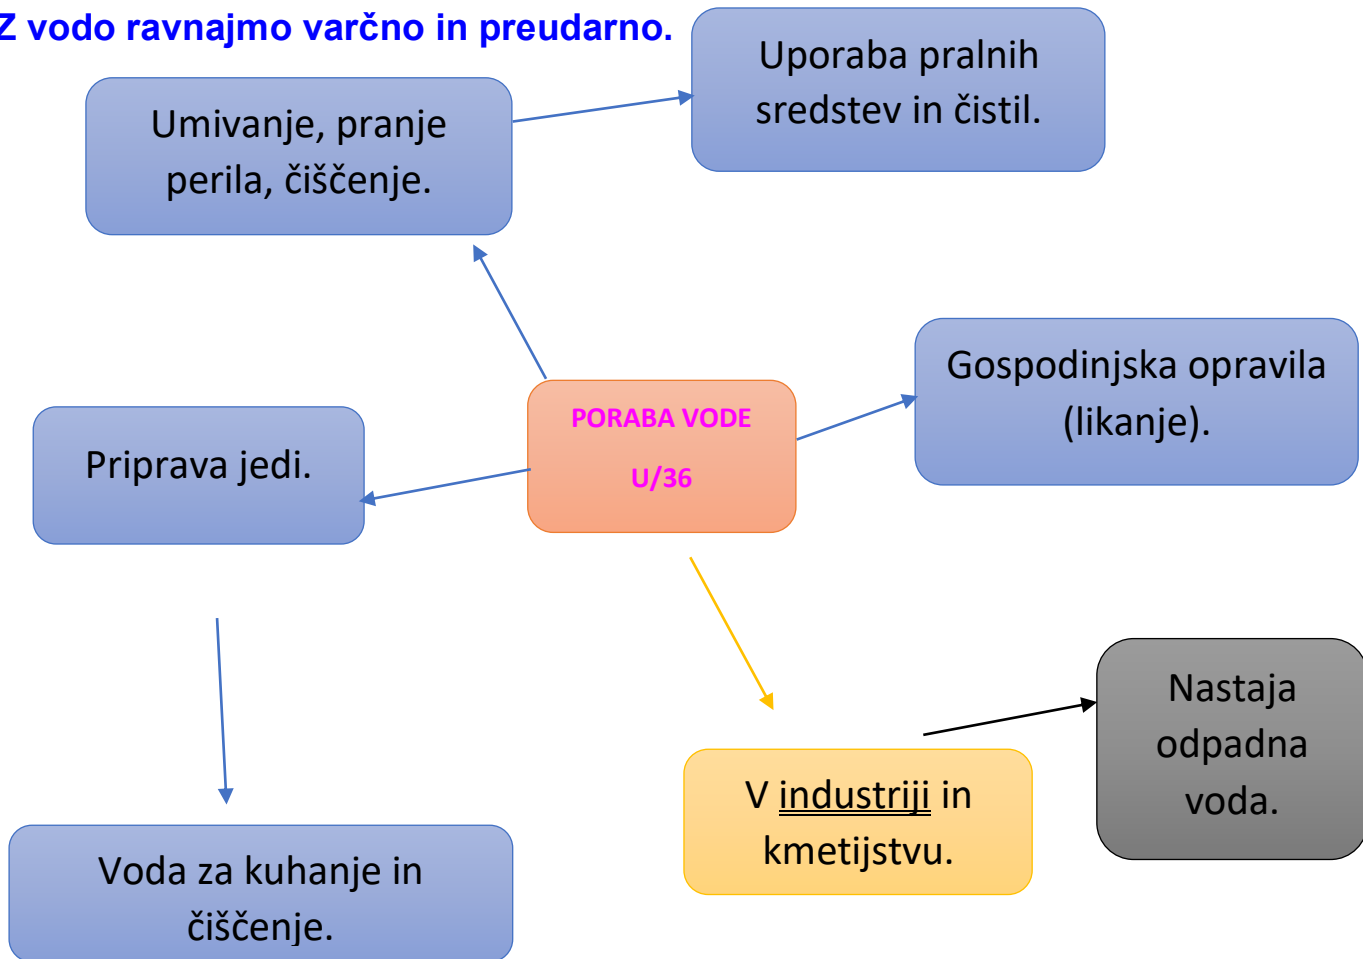 Z vodo ravnajmo varčno in preudarno.
Uporaba pralnih
sredstev in čistil.
Umivanje, pranje
perila, čiščenje.
Gospodinjska opravila
(likanje).
PORABA VODE
U/36
Priprava jedi.
Nastaja
odpadna
voda.
V industriji in
kmetijstvu.
Voda za kuhanje in
čiščenje.